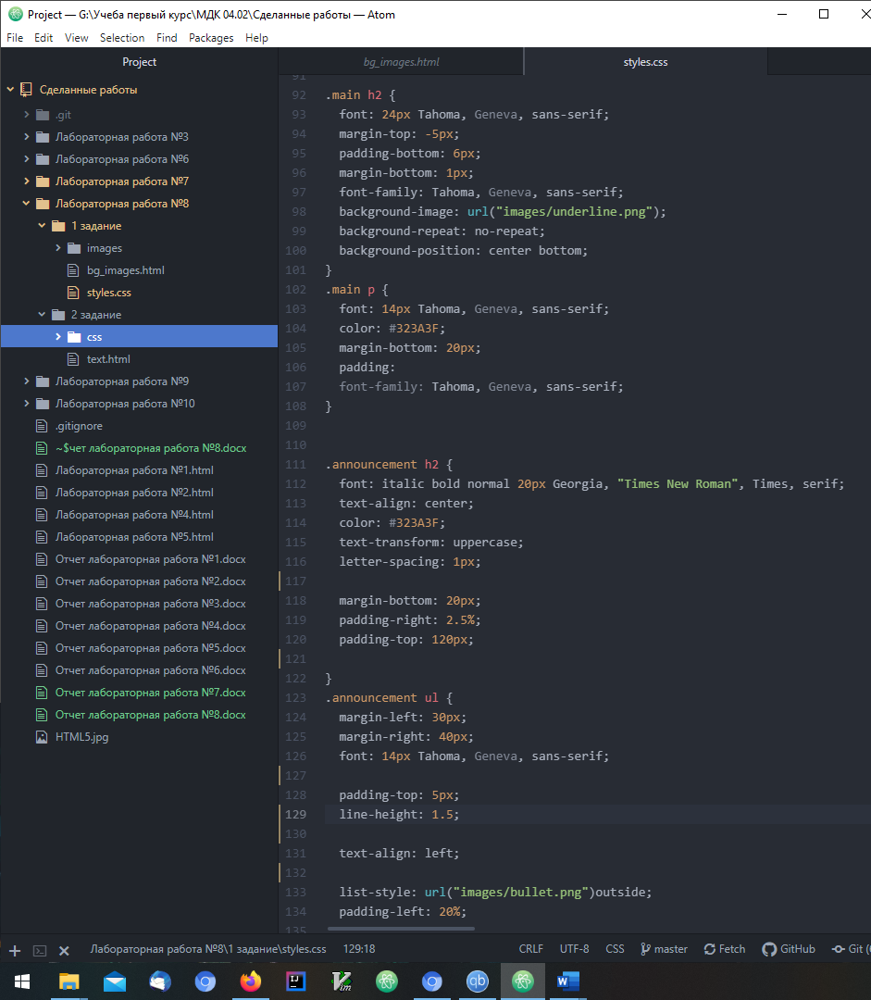 Project — G:\Учеба первый курс\МДК 04.02\Сделанные работы — Atom
File Edit View Selection Find Packages Help
Project
Сделанные работы
.git
Лабораторная работа №3
Лабораторная работа №6
Лабораторная работа №7
Лабораторная работа №8
1 задание
images
bg_images.html
styles.css
2 задание
css
text.html
Лабораторная работа №9
Лабораторная работа №10
.gitignore
~$чет лабораторная работа №8.docx
Лабораторная работа №1.html
Лабораторная работа №2.html
Лабораторная работа №4.html
Лабораторная работа №5.html
Отчет лабораторная работа №1.docx
Отчет лабораторная работа №2.docx
Отчет лабораторная работа №3.docx
Отчет лабораторная работа №4.docx
Отчет лабораторная работа №5.docx
Отчет лабораторная работа №6.docx
Отчет лабораторная работа №7.docx
Отчет лабораторная работа №8.docx
HTML5.jpg
bg_images.html styles.css
91
92 .main h2 {
93 font: 24px Tahoma, Geneva, sans-serif;
94 margin-top: -5px;
95 padding-bottom: 6px;
96 margin-bottom: 1px;
97 font-family: Tahoma, Geneva, sans-serif;
98 background-image: url("images/underline.png");
99 background-repeat: no-repeat;
100 background-position: center bottom;
101 }
102 .main p {
103 font: 14px Tahoma, Geneva, sans-serif;
104 color: #323A3F;
105 margin-bottom: 20px;
106 padding:
107 font-family: Tahoma, Geneva, sans-serif;
108 }
109
110
111 .announcement h2 {
112 font: italic bold normal 20px Georgia, "Times New Roman", Times, serif;
113 text-align: center;
114 color: #323A3F;
115 text-transform: uppercase;
116 letter-spacing: 1px;
117
118 margin-bottom: 20px;
119 padding-right: 2.5%;
120 padding-top: 120px;
121
122 }
123 .announcement ul {
124 margin-left: 30px;
125 margin-right: 40px;
126 font: 14px Tahoma, Geneva, sans-serif;
127
128 padding-top: 5px;
129 line-height: 1.5;
130
131 text-align: left;
132
133 list-style: url("images/bullet.png")outside;
134 padding-left: 20%;
135
Лабораторная работа №8\1 задание\styles.css 129:18 CRLF UTF-8 CSS master Fetch GitHub Git (